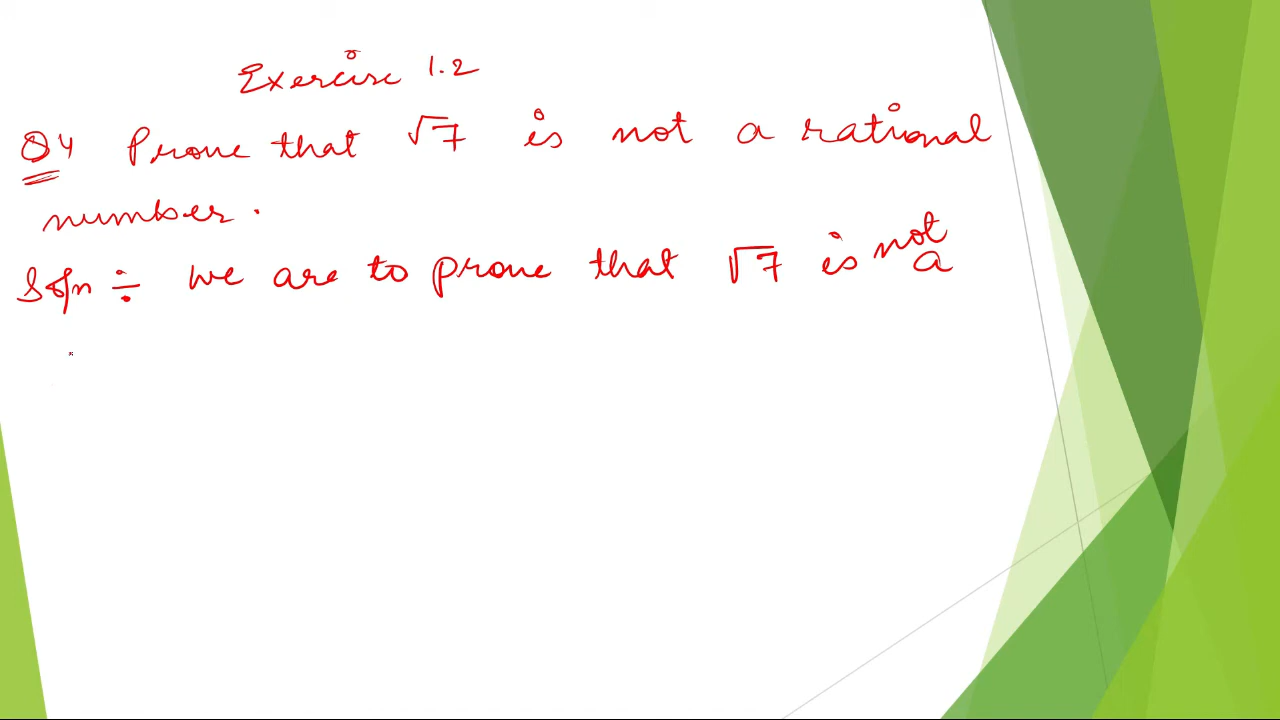 Exercise 1.2
Q4 Prove that √7 is not a rational
number.
Soln ÷ We are to prove that √7 is not a